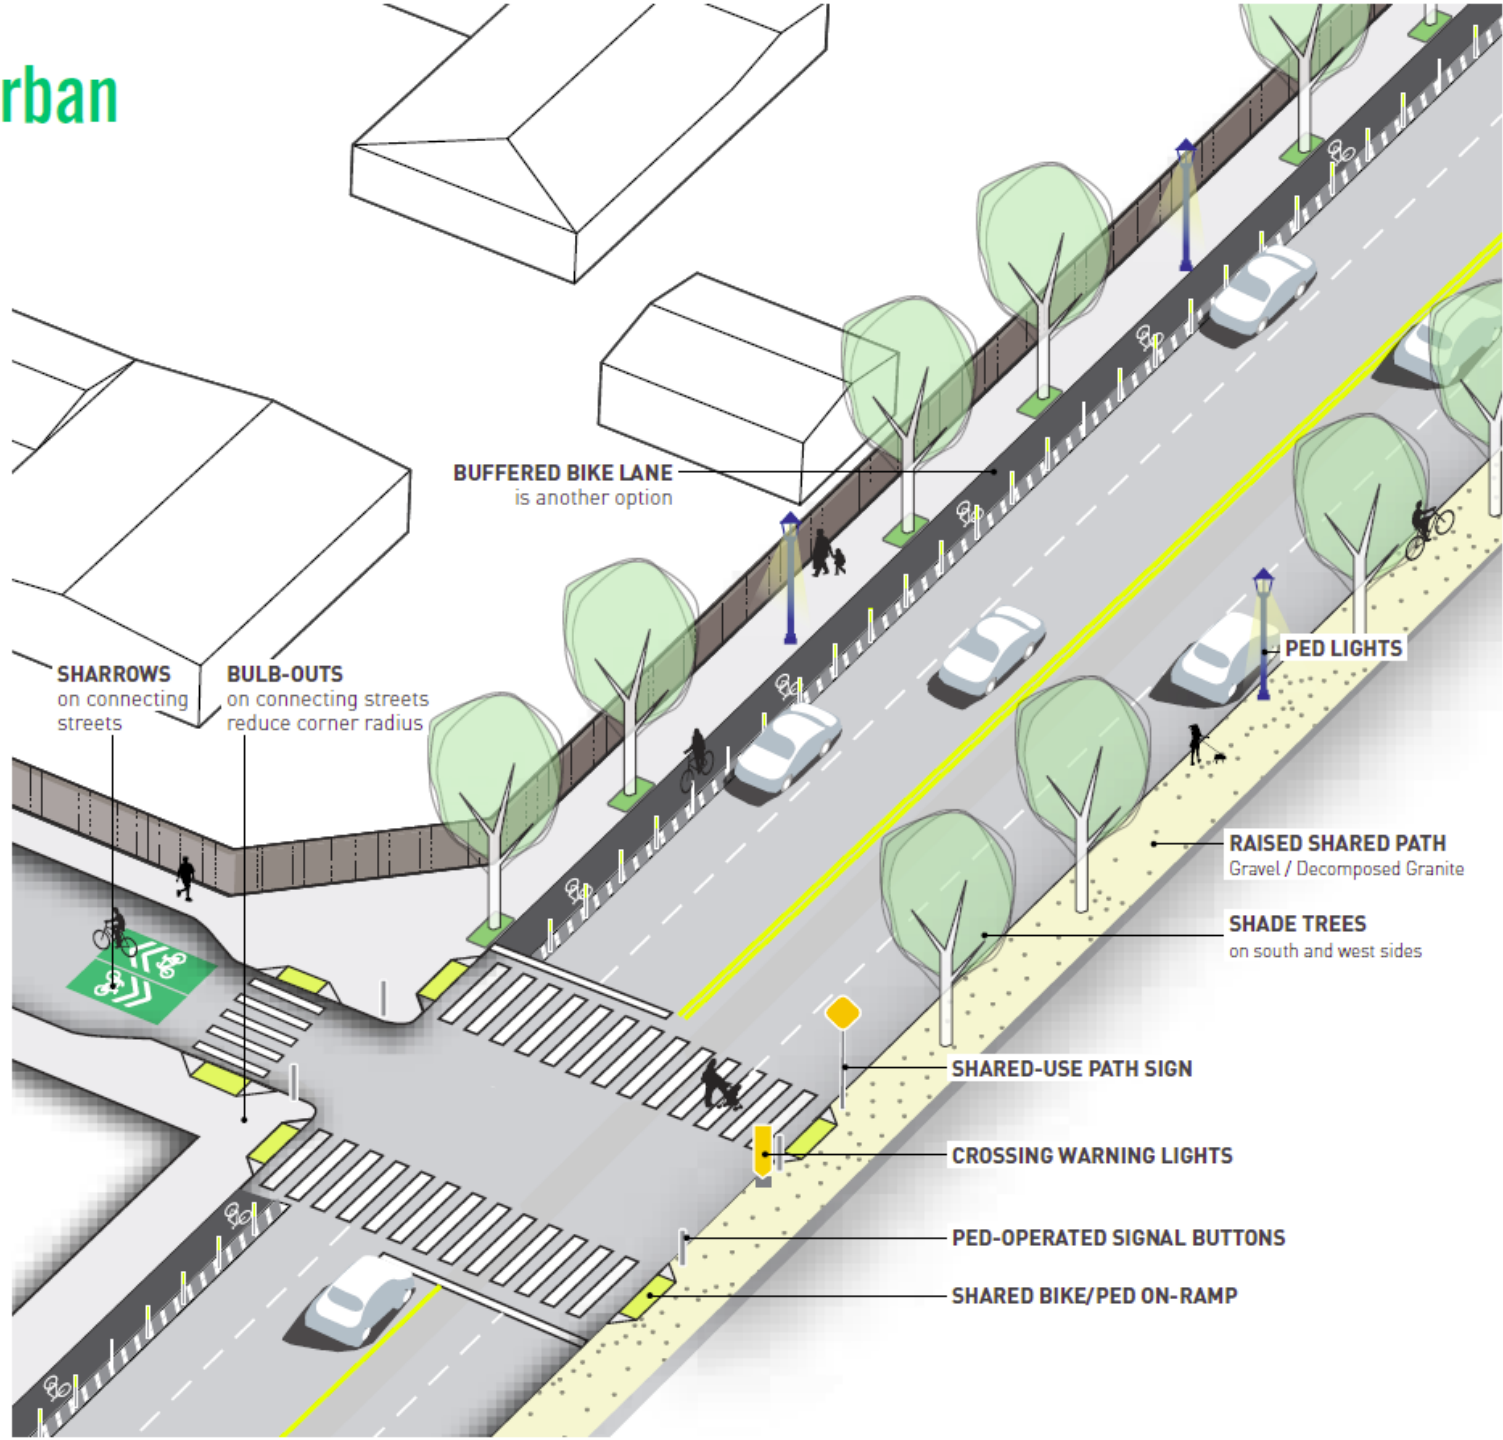 rban
BUFFERED BIKE LANE
is another option
SHARROWS
on connecting
streets
BULB-OUTS
on connecting streets
reduce corner radius
PED LIGHTS
RAISED SHARED PATH
Gravel / Decomposed Granite
SHADE TREES
on south and west sides
SHARED-USE PATH SIGN
CROSSING WARNING LIGHTS
PED-OPERATED SIGNAL BUTTONS
SHARED BIKE/PED ON-RAMP